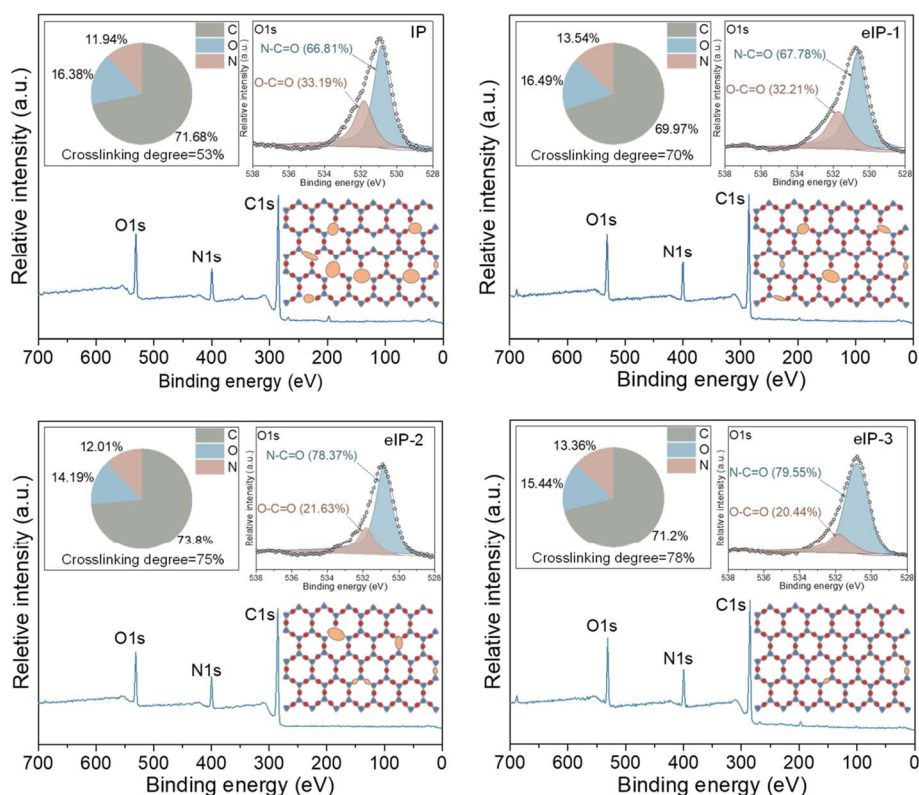 11.94%
16.38%
71.68%
C
O
N
Crosslinking degree=53%
O1s
IP
N-C=O (66.81%)
O-C=O (33.19%)
Relative intensity (a.u.)
538 536 534 532 530 528
Binding energy (eV)
Relative intensity (a.u.)
O1s
N1s
C1s
700 600 500 400 300 200 100 0
Binding energy (eV)
13.54%
16.49%
69.97%
C
O
N
Crosslinking degree=70%
O1s
eIP-1
N-C=O (67.78%)
O-C=O (32.21%)
Relative intensity (a.u.)
538 536 534 532 530 528
Binding energy (eV)
Relative intensity (a.u.)
O1s
N1s
C1s
700 600 500 400 300 200 100 0
Binding energy (eV)
12.01%
14.19%
73.8%
C
O
N
Crosslinking degree=75%
O1s
eIP-2
N-C=O (78.37%)
O-C=O (21.63%)
Relative intensity (a.u.)
538 536 534 532 530 528
Binding energy (eV)
Reletive intensity (a.u.)
O1s
N1s
C1s
700 600 500 400 300 200 100 0
Binding energy (eV)
13.36%
15.44%
71.2%
C
O
N
Crosslinking degree=78%
O1s
eIP-3
N-C=O (79.55%)
O-C=O (20.44%)
Relative intensity (a.u.)
538 536 534 532 530 528
Binding energy (eV)
Reletive intensity (a.u.)
O1s
N1s
C1s
700 600 500 400 300 200 100 0
Binding energy (eV)